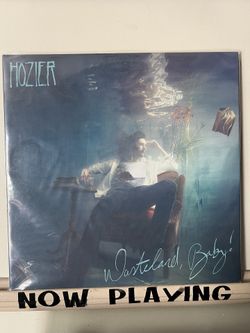 HOZIER
Wasteland, Baby!
NOW PLAYING